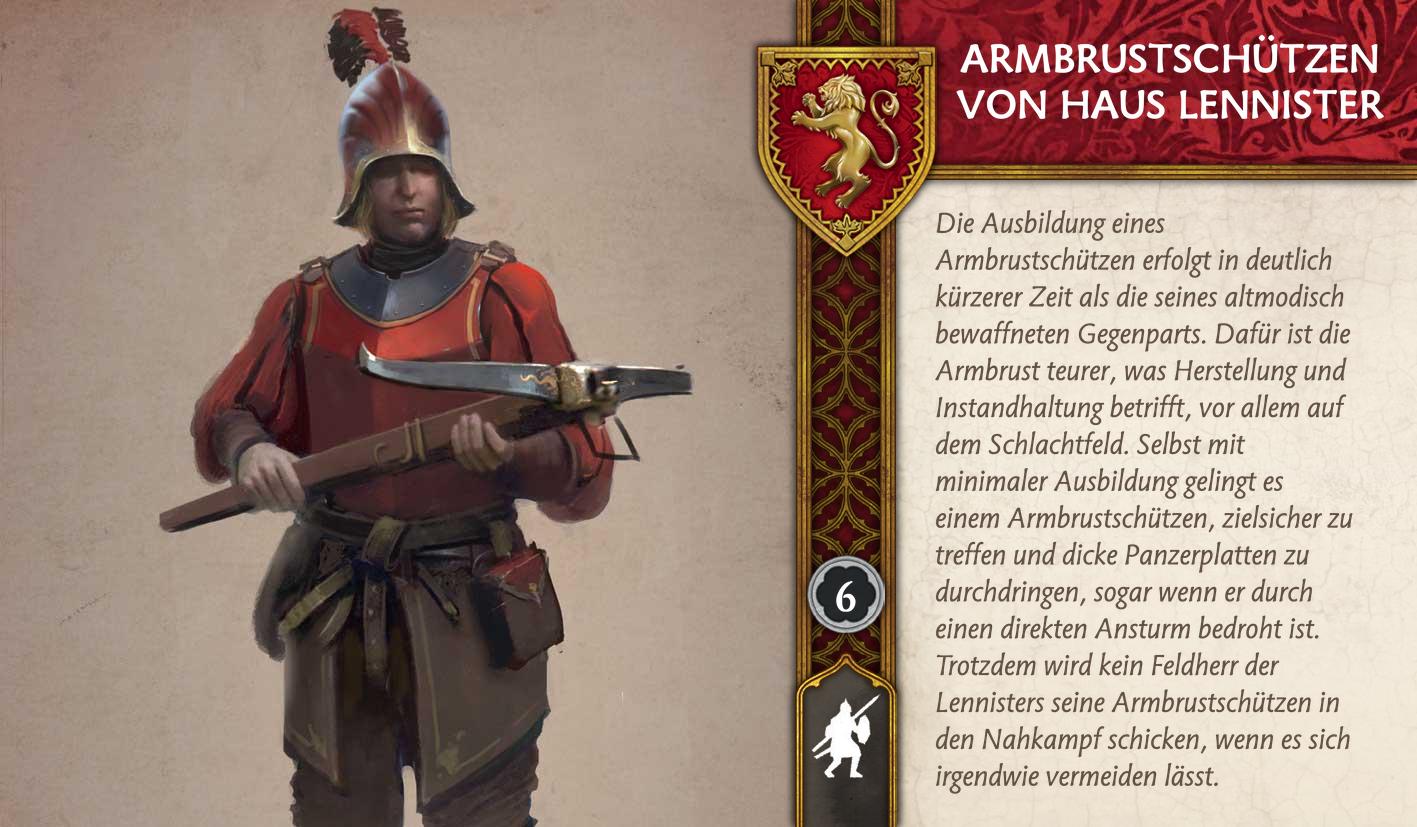 ARMBRUSTSCHÜTZEN
VON HAUS LENNISTER
Die Ausbildung eines
Armbrustschützen erfolgt in deutlich
kürzerer Zeit als die seines altmodisch
bewaffneten Gegenparts. Dafür ist die
Armbrust teurer, was Herstellung und
Instandhaltung betrifft, vor allem auf
dem Schlachtfeld. Selbst mit
minimaler Ausbildung gelingt es
einem Armbrustschützen, zielsicher zu
treffen und dicke Panzerplatten zu
durchdringen, sogar wenn er durch
einen direkten Ansturm bedroht ist.
Trotzdem wird kein Feldherr der
Lennisters seine Armbrustschützen in
den Nahkampf schicken, wenn es sich
irgendwie vermeiden lässt.
6